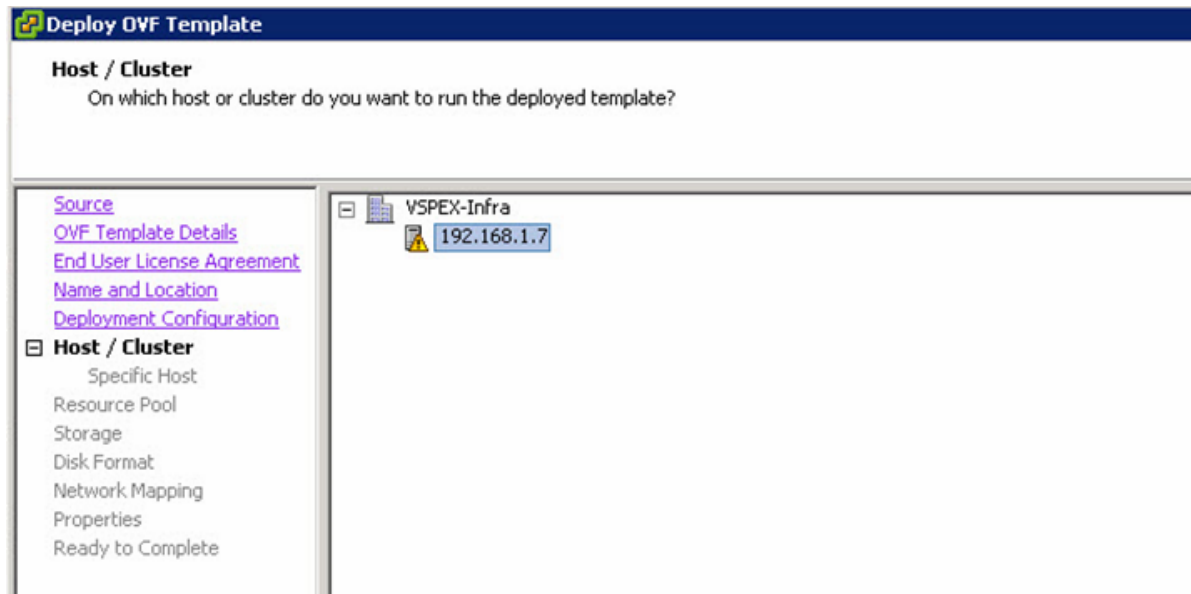 Deploy OVF Template
Host / Cluster
On which host or cluster do you want to run the deployed template?
Source
OVF Template Details
End User License Agreement
Name and Location
Deployment Configuration
Host / Cluster
Specific Host
Resource Pool
Storage
Disk Format
Network Mapping
Properties
Ready to Complete
VSPEX-Infra
192.168.1.7